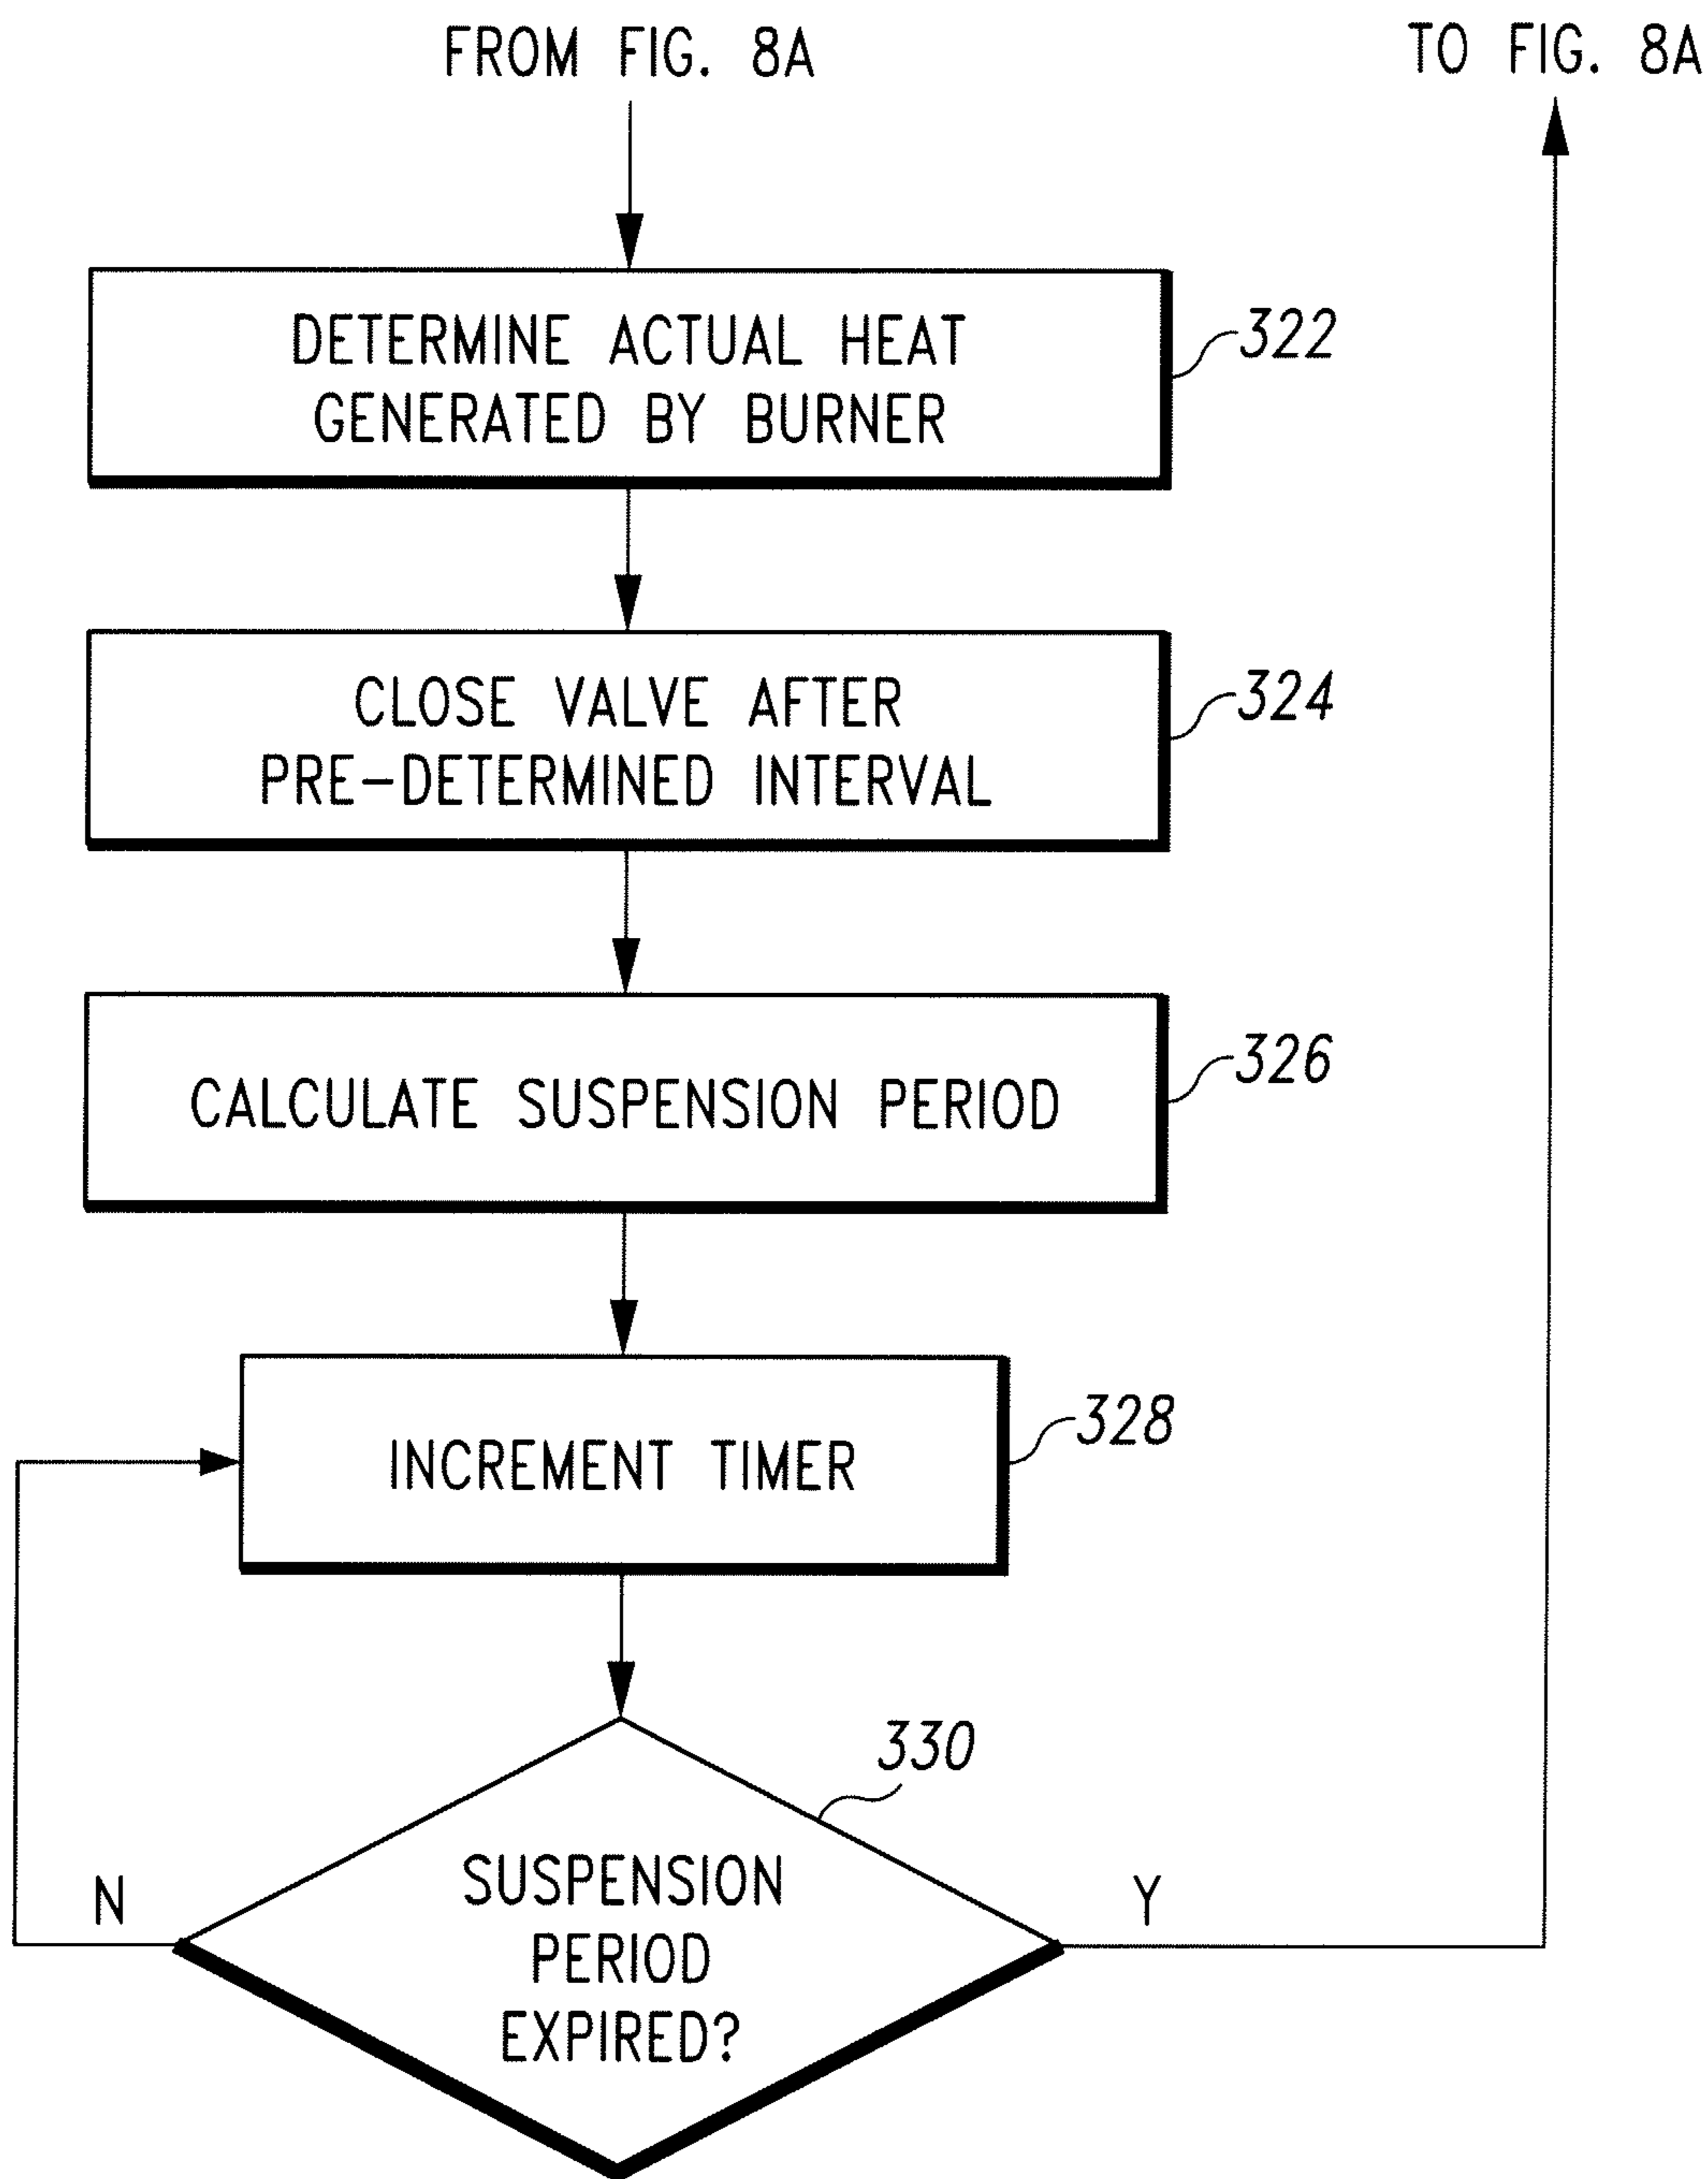 FROM FIG. 8A
TO FIG. 8A
DETERMINE ACTUAL HEAT
GENERATED BY BURNER
322
CLOSE VALVE AFTER
PRE-DETERMINED INTERVAL
324
CALCULATE SUSPENSION PERIOD
326
INCREMENT TIMER
328
330
SUSPENSION
PERIOD
EXPIRED?
N
Y